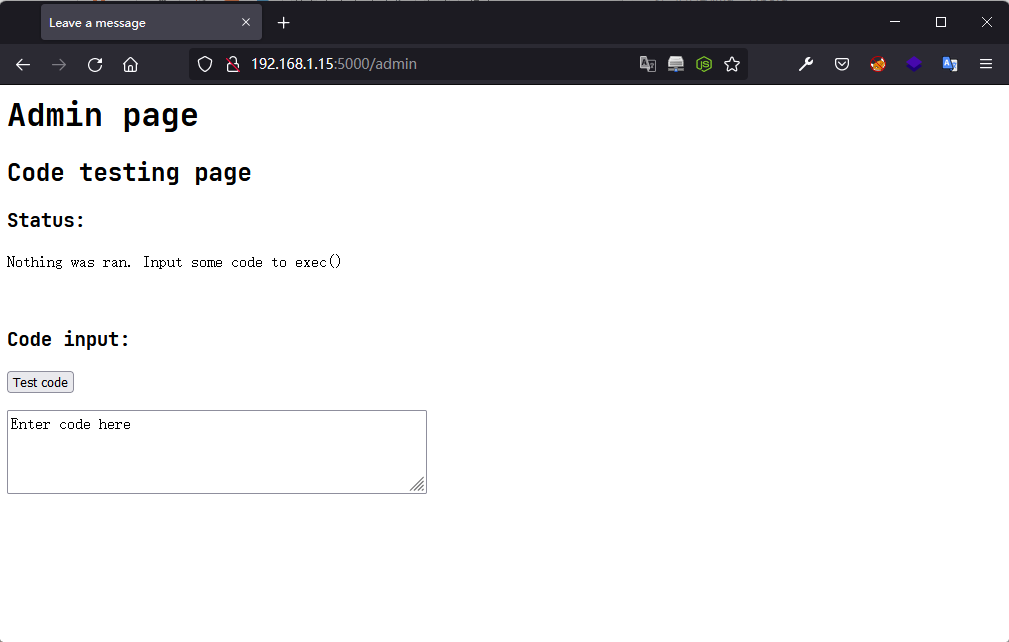 Leave a message
192.168.1.15:5000/admin
Admin page
Code testing page
Status:
Nothing was ran. Input some code to exec()
Code input:
Test code
Enter code here